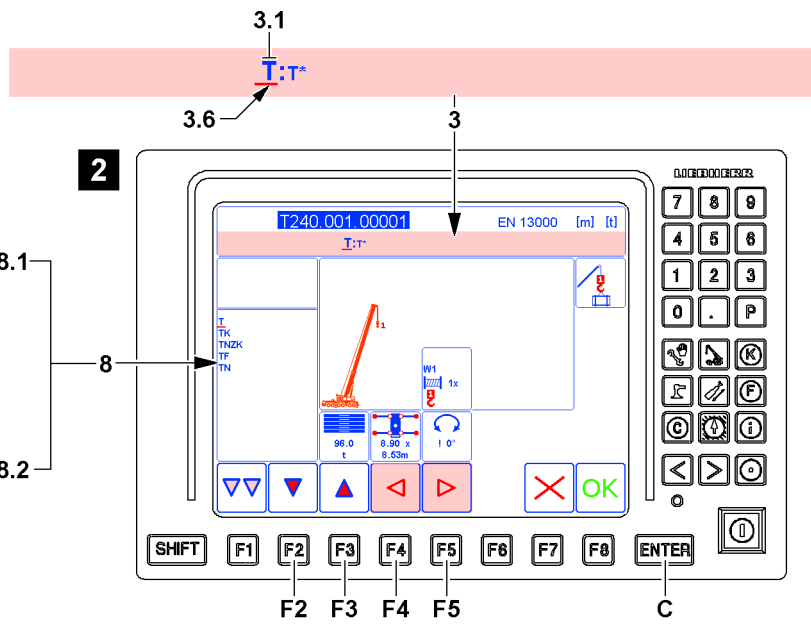 3.1
T:T*
3.6
3
2
LIEBHERR
T240.001.00001 EN 13000 [m] [t]
T:T*
7 8 9
4 5 6
1 2 3
0 . P
8.1
8
8.2
T
TK
TNZK
TF
TN
1
1
W1
1x
1
96.0
t
8.90 x
8.53m
! 0°
K
F
C i
< >
OK
SHIFT F1 F2 F3 F4 F5 F6 F7 F8 ENTER
F2 F3 F4 F5 C